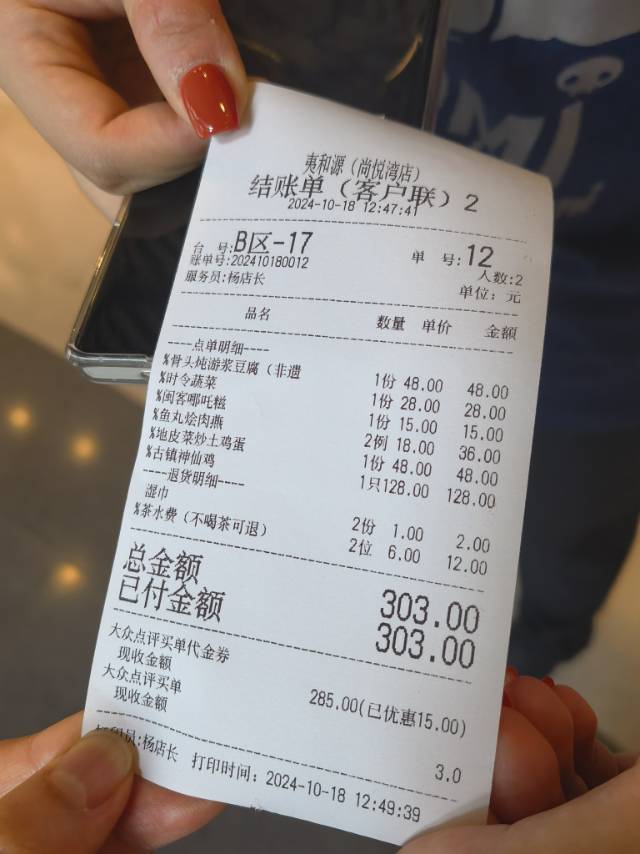 夷和源（尚悦湾店）
结账单（客户联）2
2024-10-18 12:47:41
台 号:B区-17 单 号:12
账单号:202410180012 人数:2
服务员:杨店长 单位: 元
品名 数量 单价 金额
----点单明细----
%骨头炖游浆豆腐（非遗 1份 48.00 48.00
%时令蔬菜 1份 28.00 28.00
%闽客哪吒糍 1份 15.00 15.00
%鱼丸烩肉燕 2例 18.00 36.00
%地皮菜炒土鸡蛋 1份 48.00 48.00
%古镇神仙鸡 1只128.00 128.00
----退货明细----
湿巾 2份 1.00 2.00
%茶水费（不喝茶可退） 2位 6.00 12.00
总金额 303.00
已付金额 303.00
大众点评买单代金券
现收金额 285.00(已优惠15.00)
大众点评买单
现收金额 3.0
打印员:杨店长 打印时间: 2024-10-18 12:49:39